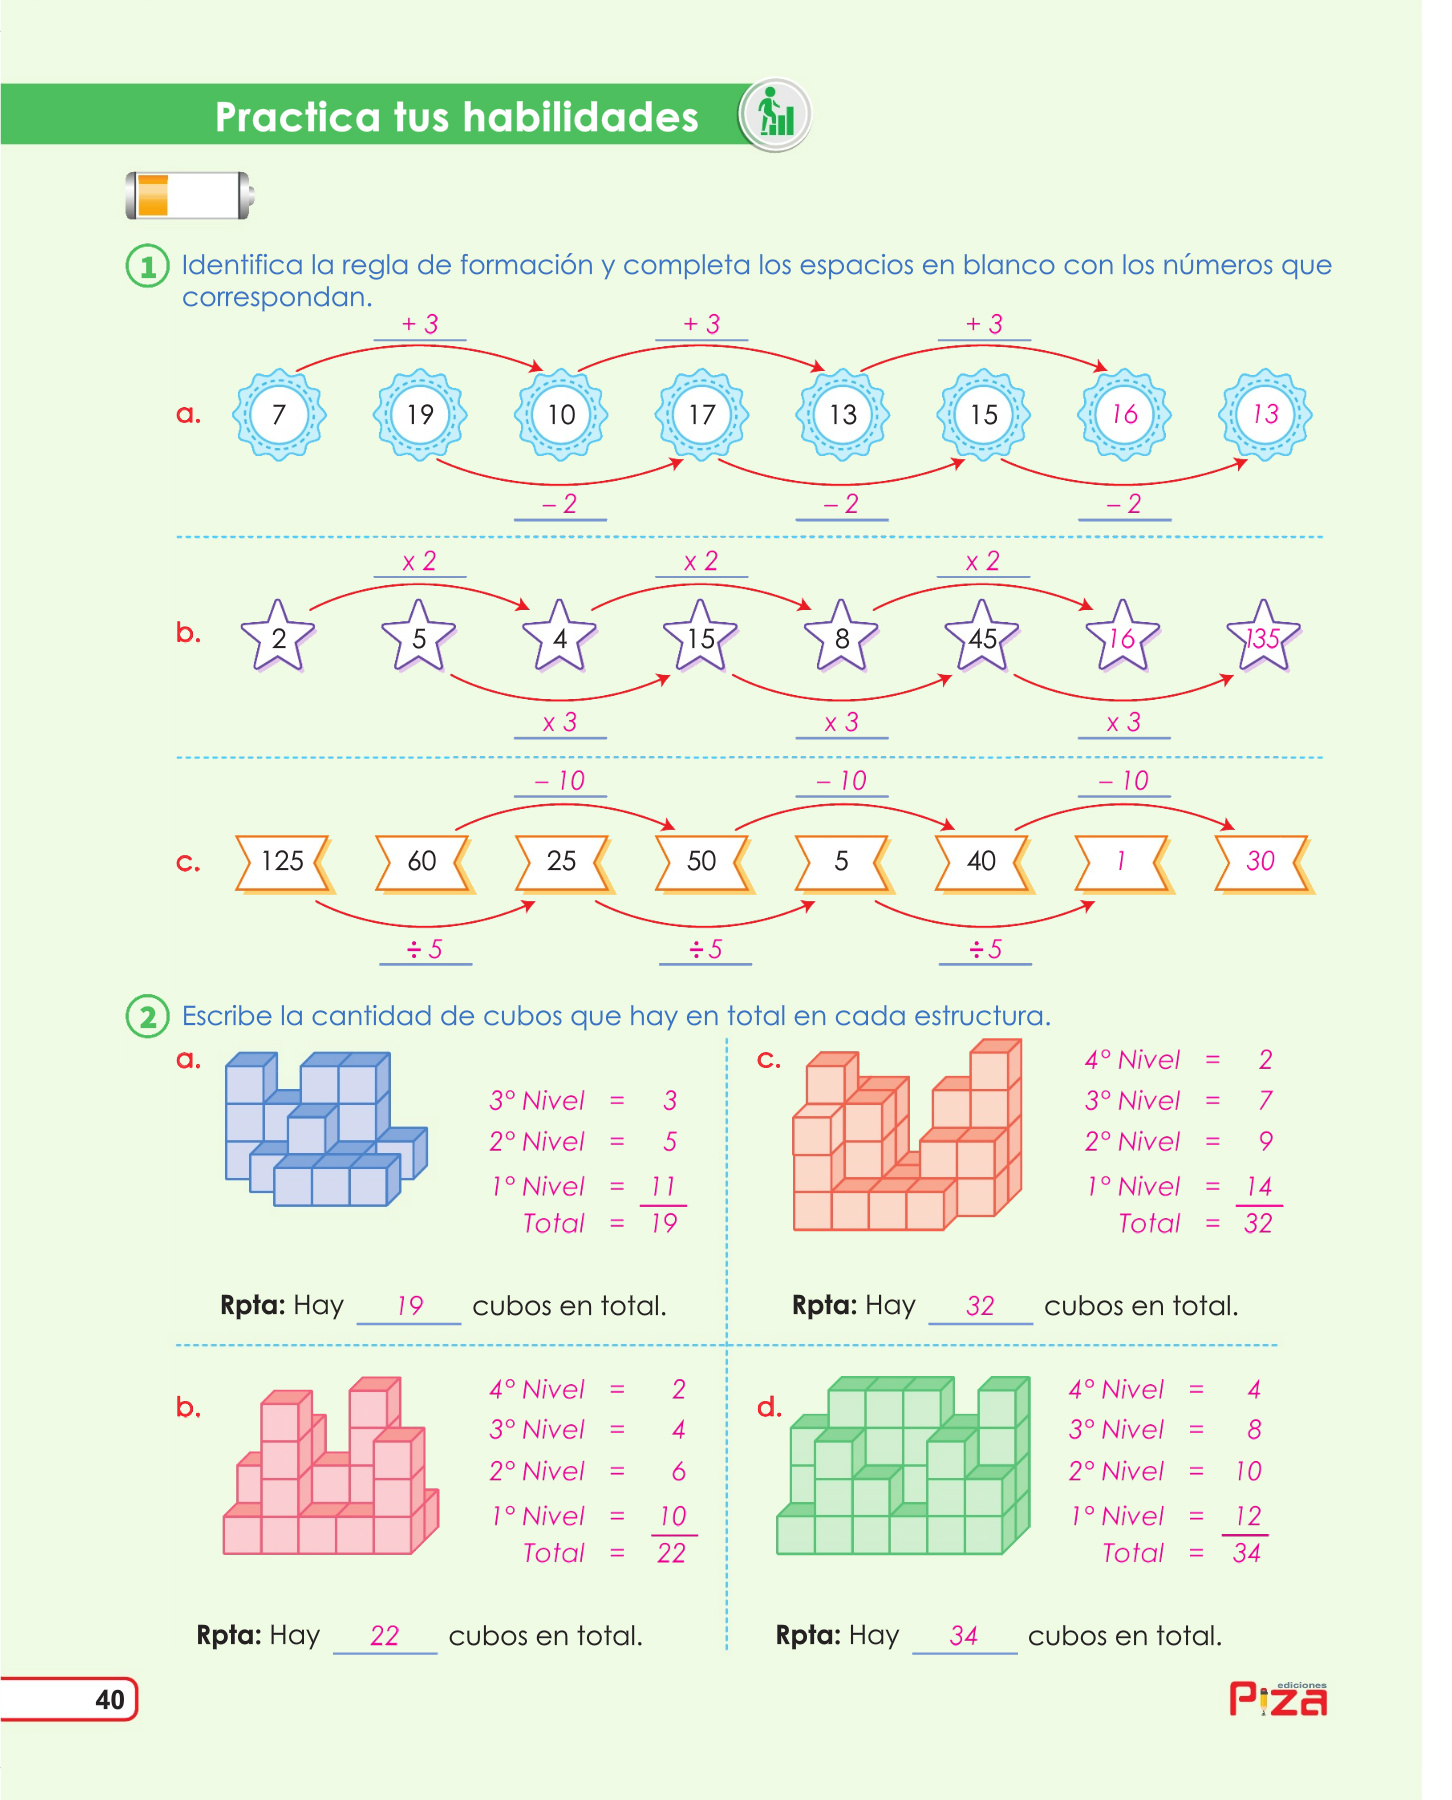 Practica tus habilidades
1 Identifica la regla de formación y completa los espacios en blanco con los números que
correspondan.
+ 3 + 3 + 3
a. 7 19 10 17 13 15 16 13
– 2 – 2 – 2
x 2 x 2 x 2
b. 2 5 4 15 8 45 16 135
x 3 x 3 x 3
– 10 – 10 – 10
c. 125 60 25 50 5 40 1 30
÷ 5 ÷ 5 ÷ 5
2 Escribe la cantidad de cubos que hay en total en cada estructura.
a.
3° Nivel = 3
2° Nivel = 5
1° Nivel = 11
Total = 19
Rpta: Hay 19 cubos en total.
c.
4° Nivel = 2
3° Nivel = 7
2° Nivel = 9
1° Nivel = 14
Total = 32
Rpta: Hay 32 cubos en total.
b.
4° Nivel = 2
3° Nivel = 4
2° Nivel = 6
1° Nivel = 10
Total = 22
Rpta: Hay 22 cubos en total.
d.
4° Nivel = 4
3° Nivel = 8
2° Nivel = 10
1° Nivel = 12
Total = 34
Rpta: Hay 34 cubos en total.
40
ediciones
Piza